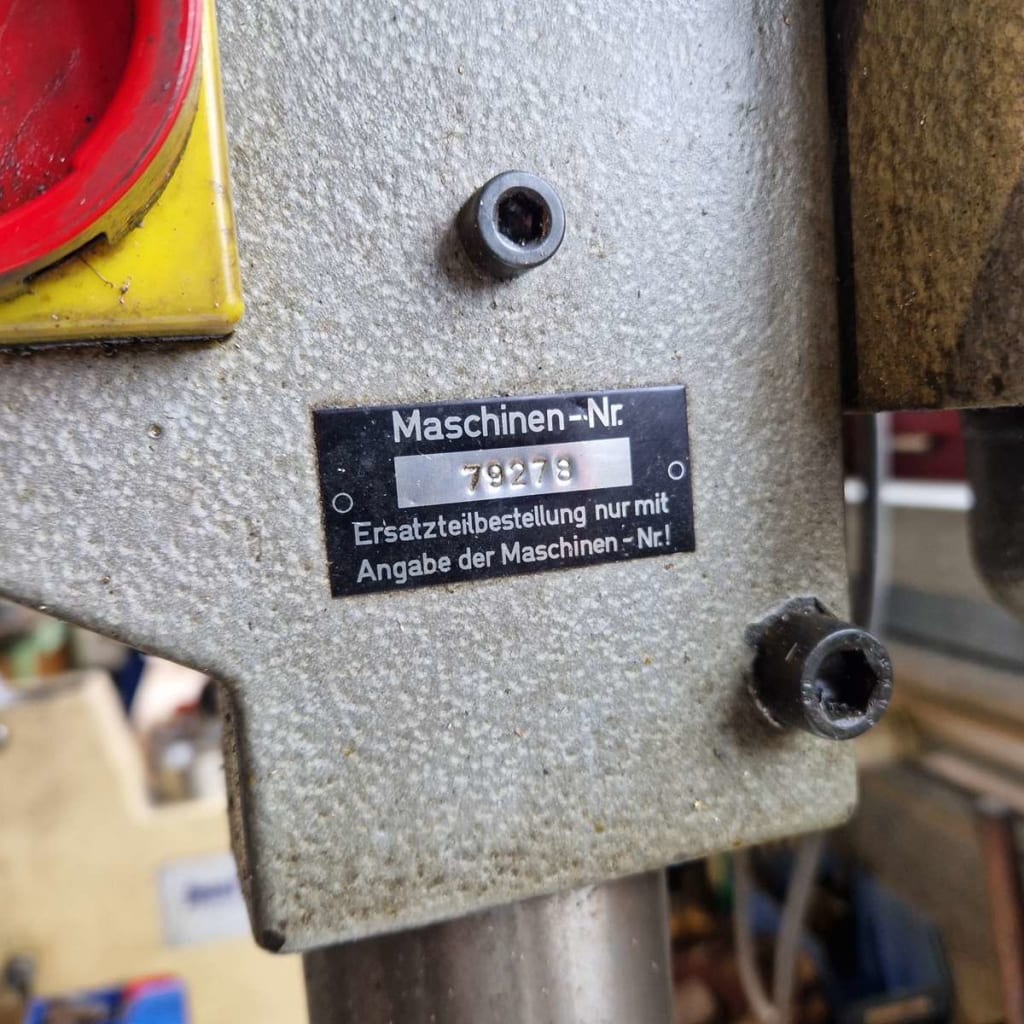 Maschinen-Nr.
79278
Ersatzteilbestellung nur mit
Angabe der Maschinen-Nr.!